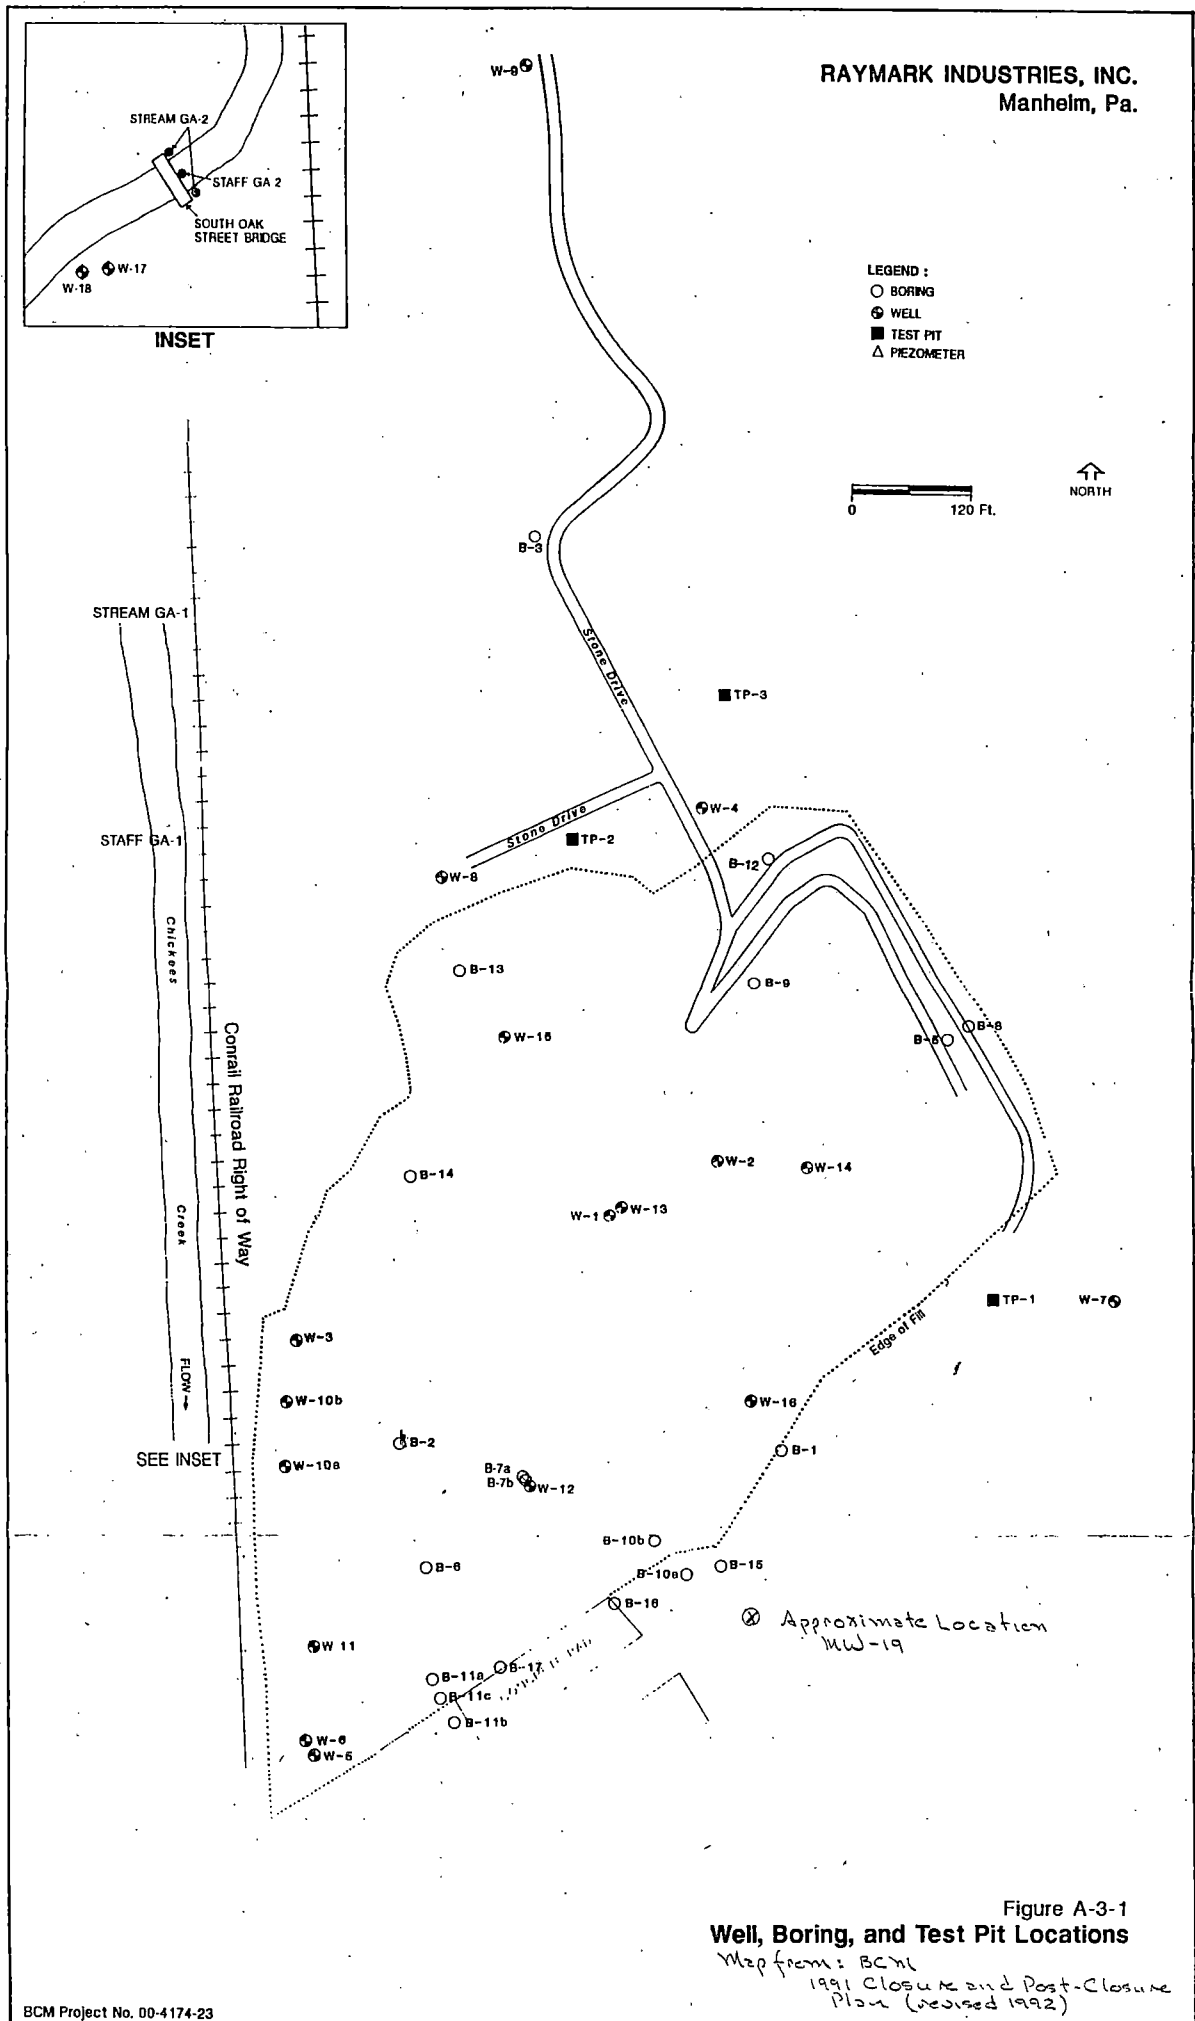 RAYMARK INDUSTRIES, INC.
Manheim, Pa.
W-9
STREAM GA-2
STAFF GA 2
SOUTH OAK
STREET BRIDGE
W-17
W-18
INSET
LEGEND :
BORING
WELL
TEST PIT
PIEZOMETER
NORTH
0 120 Ft.
B-3
STREAM GA-1
Stone Drive
TP-3
W-4
STAFF GA-1
Stone Drive
TP-2
B-12
W-8
Chickees
B-13
B-9
W-15
B-8
B-5
Conrail Railroad Right of Way
B-14
W-2
W-14
Creek
W-13
W-1
TP-1
W-7
Edge of Fill
W-3
FLOW→
W-10b
W-16
B-2
B-1
SEE INSET
W-10a
B-7a
B-7b
W-12
B-10b
B-6
B-10a
B-15
B-16
Approximate Location
MW-19
W 11
B-17
B-11a
B-11c
B-11b
W-6
W-5
Figure A-3-1
Well, Boring, and Test Pit Locations
Map from: BCM
1991 Closure and Post-Closure
Plan (revised 1992)
BCM Project No. 00-4174-23